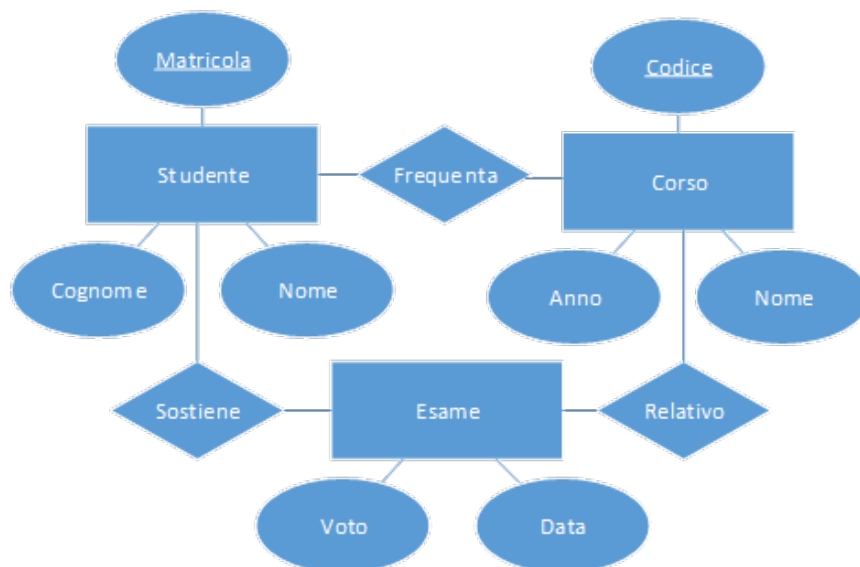 Matricola
Codice
Studente
Frequenta
Corso
Cognome
Nome
Anno
Nome
Sostiene
Esame
Relativo
Voto
Data